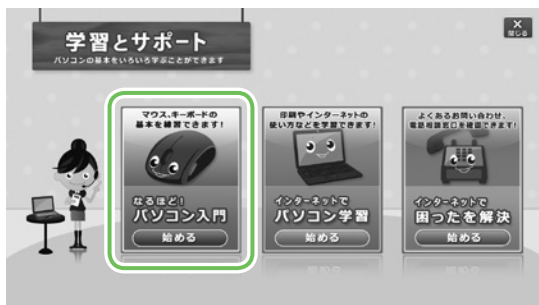 学習とサポート
パソコンの基本をいろいろ学ぶことができます
閉じる
マウス、キーボードの
基本を練習できます!
なるほど!
パソコン入門
始める
印刷やインターネットの
使い方などを学習できます!
インターネットで
パソコン学習
始める
よくあるお問い合わせ、
電話相談窓口を確認できます!
インターネットで
困ったを解決
始める